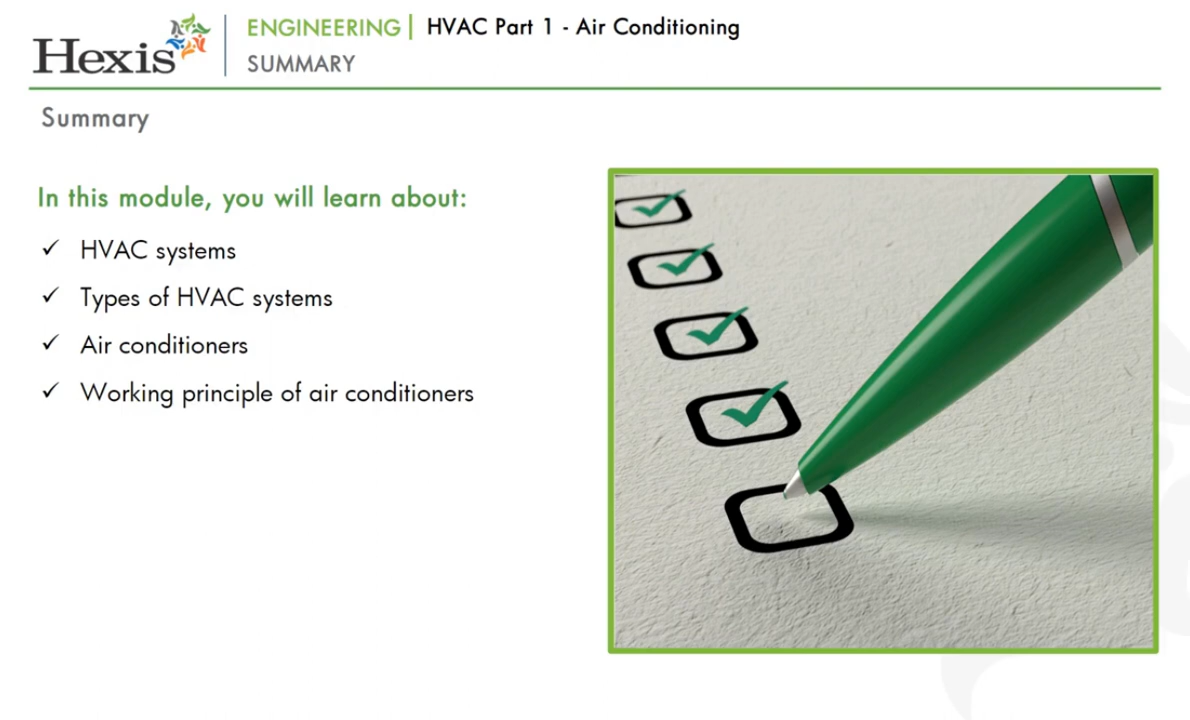 Hexis
ENGINEERING | HVAC Part 1 - Air Conditioning
SUMMARY
Summary
In this module, you will learn about:
✓ HVAC systems
✓ Types of HVAC systems
✓ Air conditioners
✓ Working principle of air conditioners